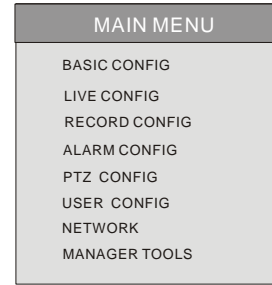 MAIN MENU
BASIC CONFIG
LIVE CONFIG
RECORD CONFIG
ALARM CONFIG
PTZ CONFIG
USER CONFIG
NETWORK
MANAGER TOOLS